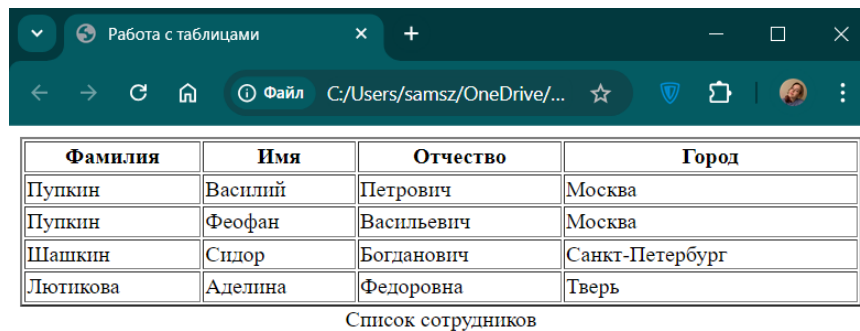 Работа с таблицами
Файл C:/Users/samsz/OneDrive/...
Фамилия Имя Отчество Город
Пупкин Василий Петрович Москва
Пупкин Феофан Васильевич Москва
Шашкин Сидор Богданович Санкт-Петербург
Лютикова Аделина Федоровна Тверь
Список сотрудников